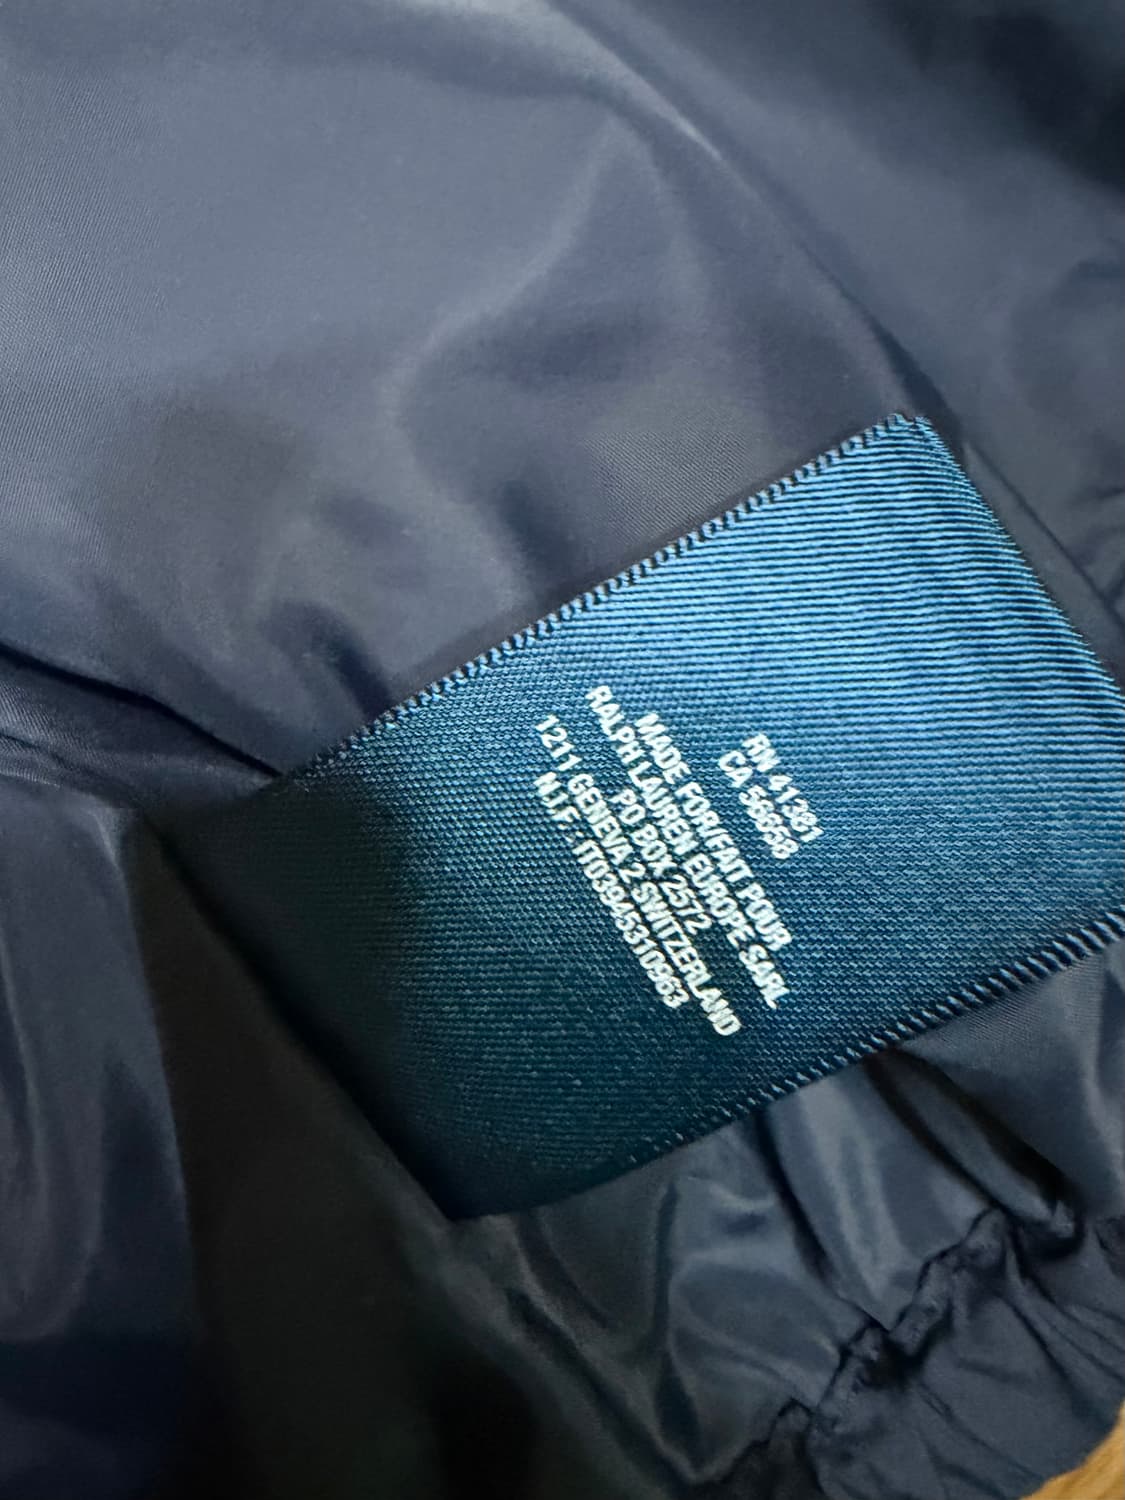 RN 41381
CA 56653
MADE FOR/FAIT POUR
RALPH LAUREN EUROPE SARL
PO BOX 2572
1211 GENEVA 2 SWITZERLAND
M.I.F.: IT03945310963